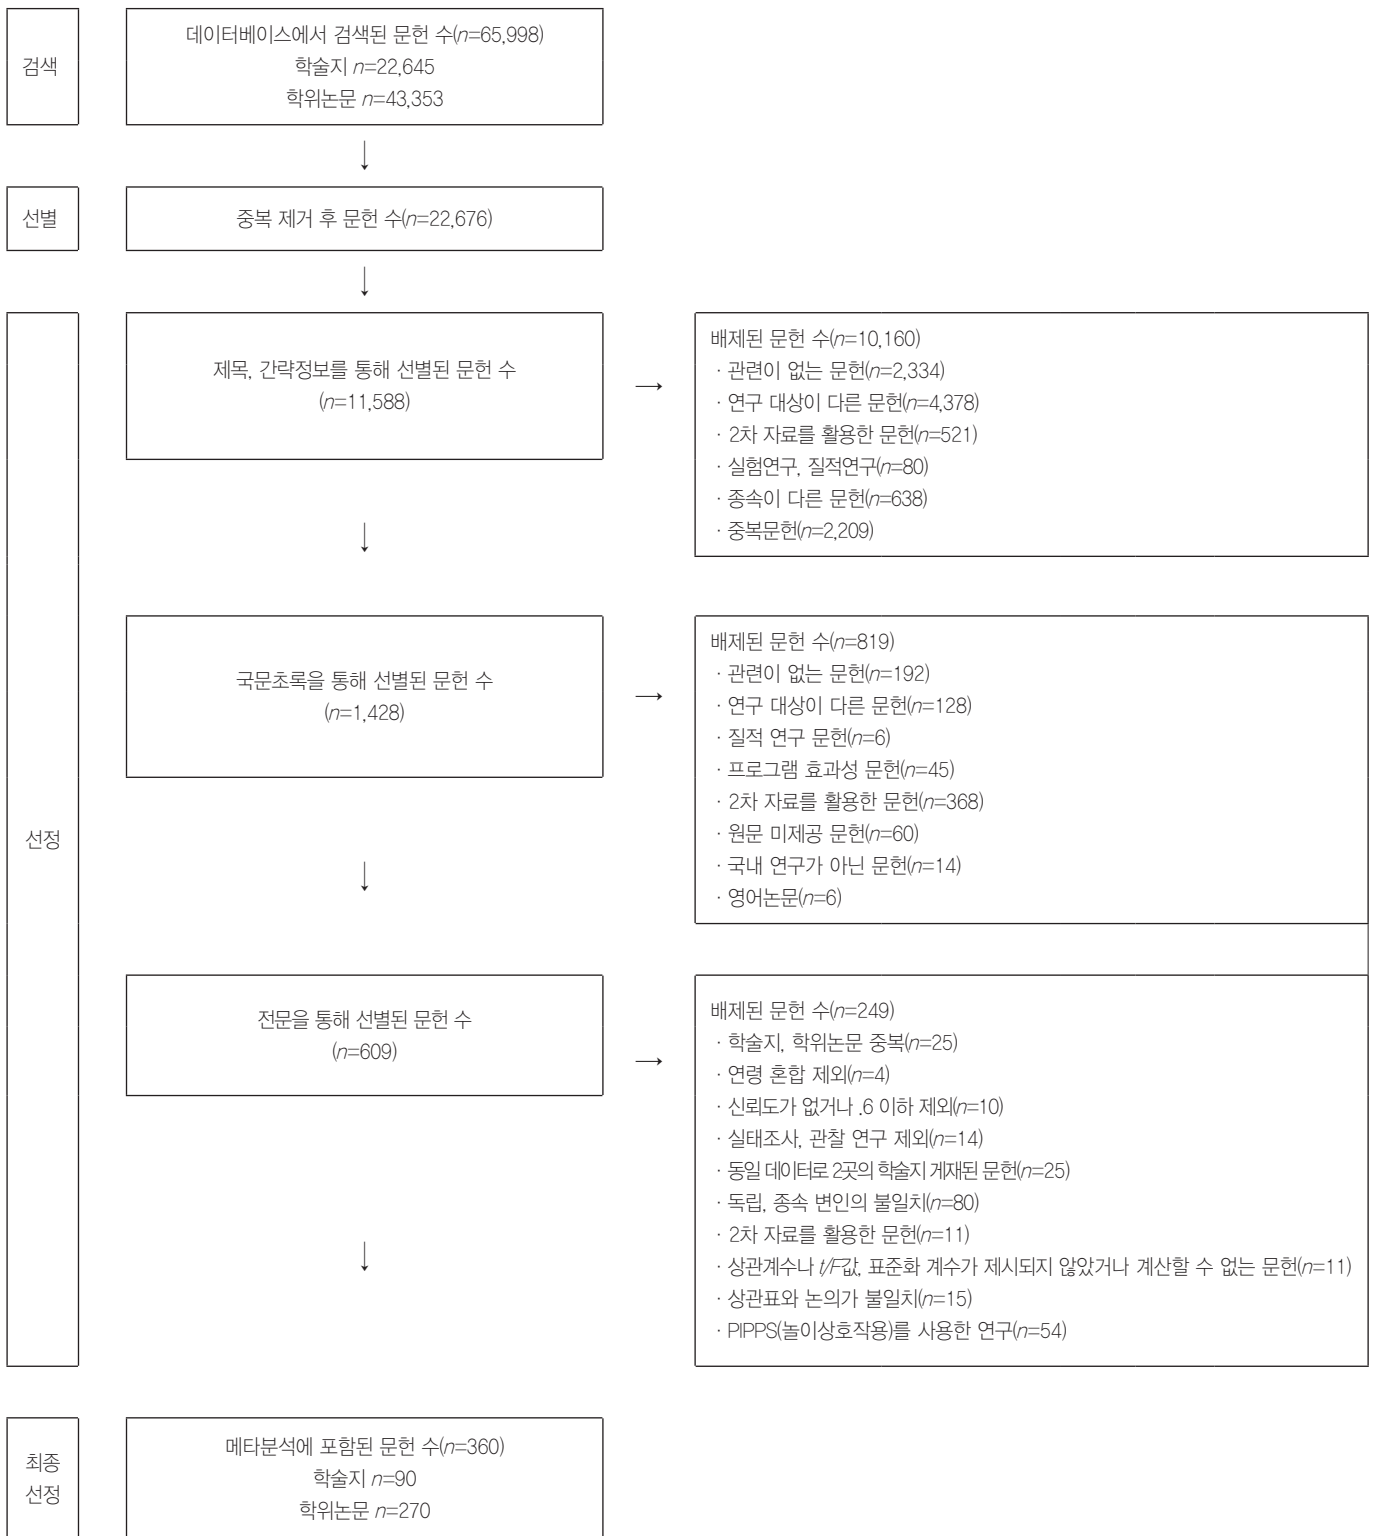 검색
데이터베이스에서 검색된 문헌 수(n=65,998)
학술지 n=22,645
학위논문 n=43,353
↓
선별
중복 제거 후 문헌 수(n=22,676)
↓
선정
제목, 간략정보를 통해 선별된 문헌 수
(n=11,588)
→
배제된 문헌 수(n=10,160)
· 관련이 없는 문헌(n=2,334)
· 연구 대상이 다른 문헌(n=4,378)
· 2차 자료를 활용한 문헌(n=521)
· 실험연구, 질적연구(n=80)
· 종속이 다른 문헌(n=638)
· 중복문헌(n=2,209)
↓
국문초록을 통해 선별된 문헌 수
(n=1,428)
→
배제된 문헌 수(n=819)
· 관련이 없는 문헌(n=192)
· 연구 대상이 다른 문헌(n=128)
· 질적 연구 문헌(n=6)
· 프로그램 효과성 문헌(n=45)
· 2차 자료를 활용한 문헌(n=368)
· 원문 미제공 문헌(n=60)
· 국내 연구가 아닌 문헌(n=14)
· 영어논문(n=6)
↓
전문을 통해 선별된 문헌 수
(n=609)
→
배제된 문헌 수(n=249)
· 학술지, 학위논문 중복(n=25)
· 연령 혼합 제외(n=4)
· 신뢰도가 없거나 .6 이하 제외(n=10)
· 실태조사, 관찰 연구 제외(n=14)
· 동일 데이터로 2곳의 학술지 게재된 문헌(n=25)
· 독립, 종속 변인의 불일치(n=80)
· 2차 자료를 활용한 문헌(n=11)
· 상관계수나 t/F값, 표준화 계수가 제시되지 않았거나 계산할 수 없는 문헌(n=11)
· 상관표와 논의가 불일치(n=15)
· PIPPS(놀이상호작용)를 사용한 연구(n=54)
↓
최종
선정
메타분석에 포함된 문헌 수(n=360)
학술지 n=90
학위논문 n=270